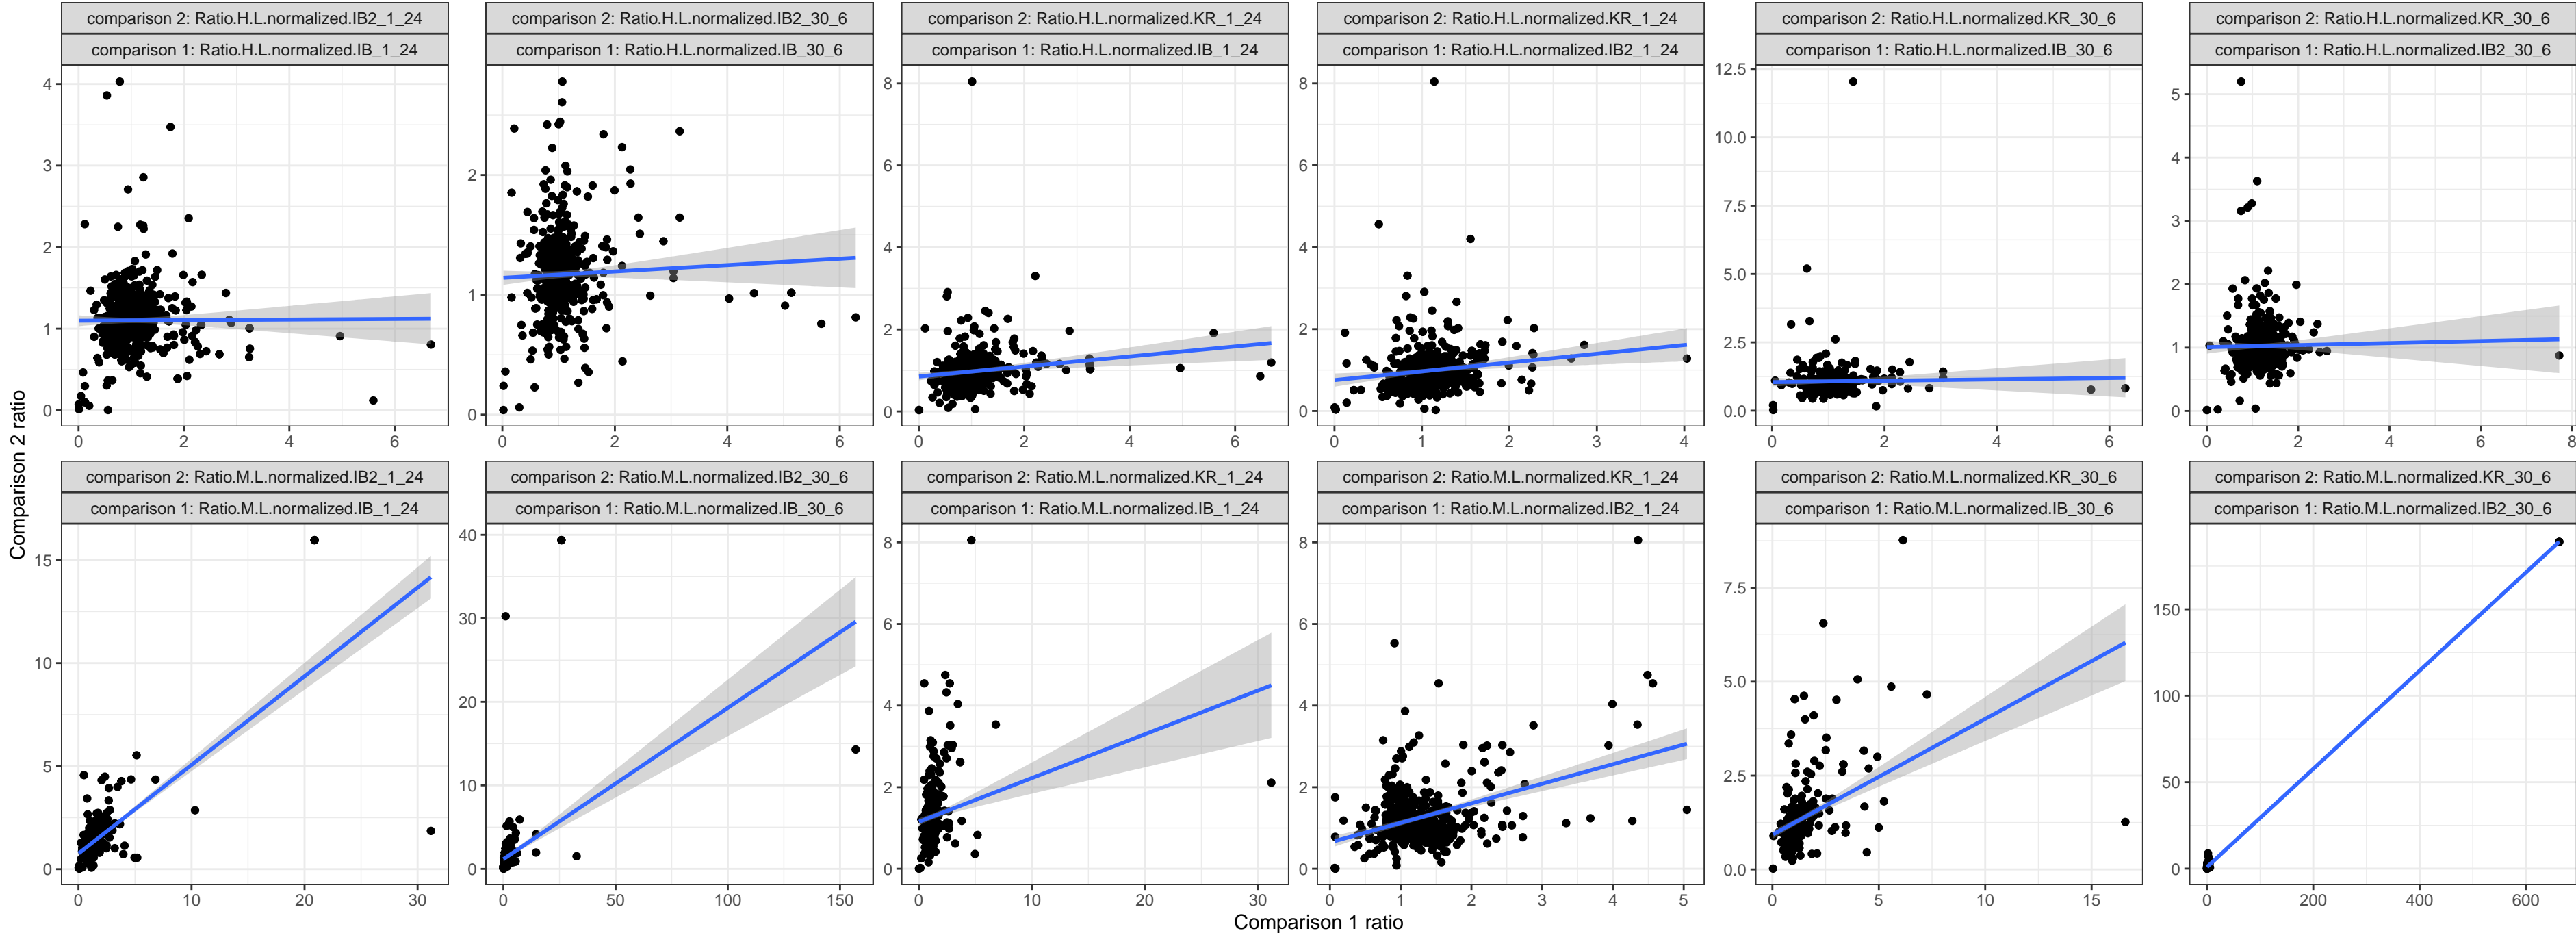 comparison 2: Ratio.H.L.normalized.IB2_1_24
comparison 2: Ratio.H.L.normalized.IB2_30_6
comparison 2: Ratio.H.L.normalized.KR_1_24
comparison 2: Ratio.H.L.normalized.KR_1_24
comparison 2: Ratio.H.L.normalized.KR_30_6
comparison 2: Ratio.H.L.normalized.KR_30_6
comparison 1: Ratio.H.L.normalized.IB_1_24
comparison 1: Ratio.H.L.normalized.IB_30_6
comparison 1: Ratio.H.L.normalized.IB_1_24
comparison 1: Ratio.H.L.normalized.IB2_1_24
comparison 1: Ratio.H.L.normalized.IB_30_6
comparison 1: Ratio.H.L.normalized.IB2_30_6
4
3
2
1
0
0 2 4 6
2
1
0
0 2 4 6
8
6
4
2
0
0 2 4 6
8
6
4
2
0
0 1 2 3 4
12.5
10.0
7.5
5.0
2.5
0.0
0 2 4 6
5
4
3
2
1
0
0 2 4 6 8
Comparison 2 ratio
comparison 2: Ratio.M.L.normalized.IB2_1_24
comparison 2: Ratio.M.L.normalized.IB2_30_6
comparison 2: Ratio.M.L.normalized.KR_1_24
comparison 2: Ratio.M.L.normalized.KR_1_24
comparison 2: Ratio.M.L.normalized.KR_30_6
comparison 2: Ratio.M.L.normalized.KR_30_6
comparison 1: Ratio.M.L.normalized.IB_1_24
comparison 1: Ratio.M.L.normalized.IB_30_6
comparison 1: Ratio.M.L.normalized.IB_1_24
comparison 1: Ratio.M.L.normalized.IB2_1_24
comparison 1: Ratio.M.L.normalized.IB_30_6
comparison 1: Ratio.M.L.normalized.IB2_30_6
15
10
5
0
0 10 20 30
40
30
20
10
0
0 50 100 150
8
6
4
2
0
0 10 20 30
8
6
4
2
0
0 1 2 3 4 5
7.5
5.0
2.5
0.0
0 5 10 15
150
100
50
0
0 200 400 600
Comparison 1 ratio